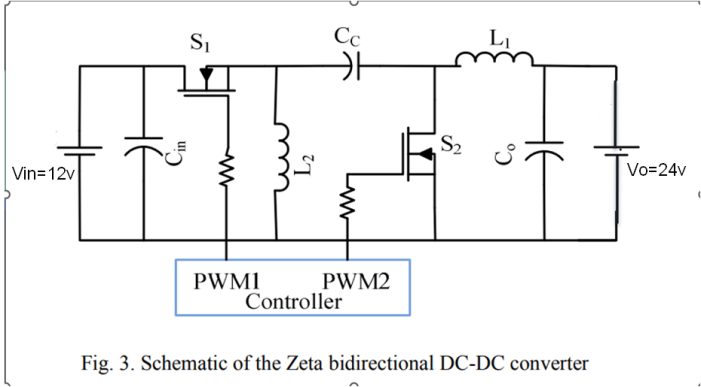 S1
CC
L1
Cin
L2
S2
Co
Vin=12v
Vo=24v
PWM1
PWM2
Controller
Fig. 3. Schematic of the Zeta bidirectional DC-DC converter